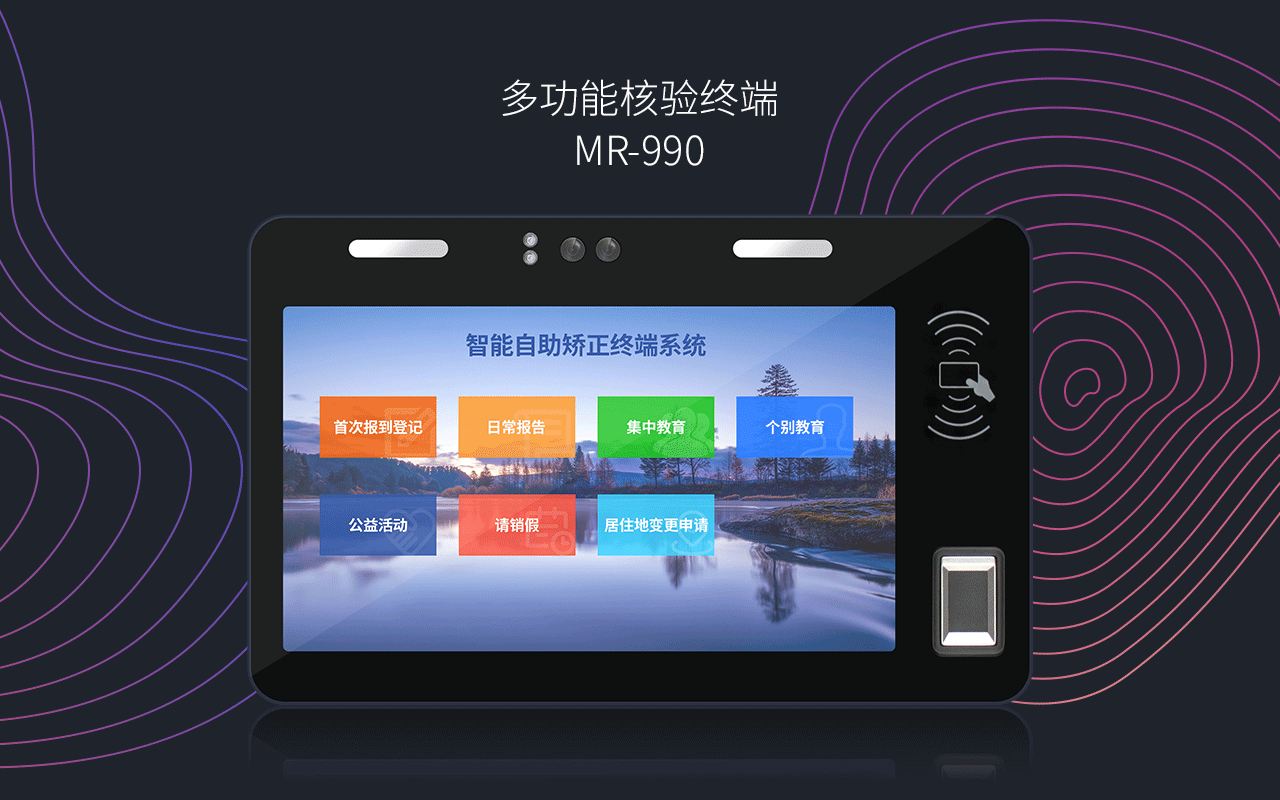 多功能核验终端
MR-990
智能自助矫正终端系统
首次报到登记
日常报告
集中教育
个别教育
公益活动
请销假
居住地变更申请